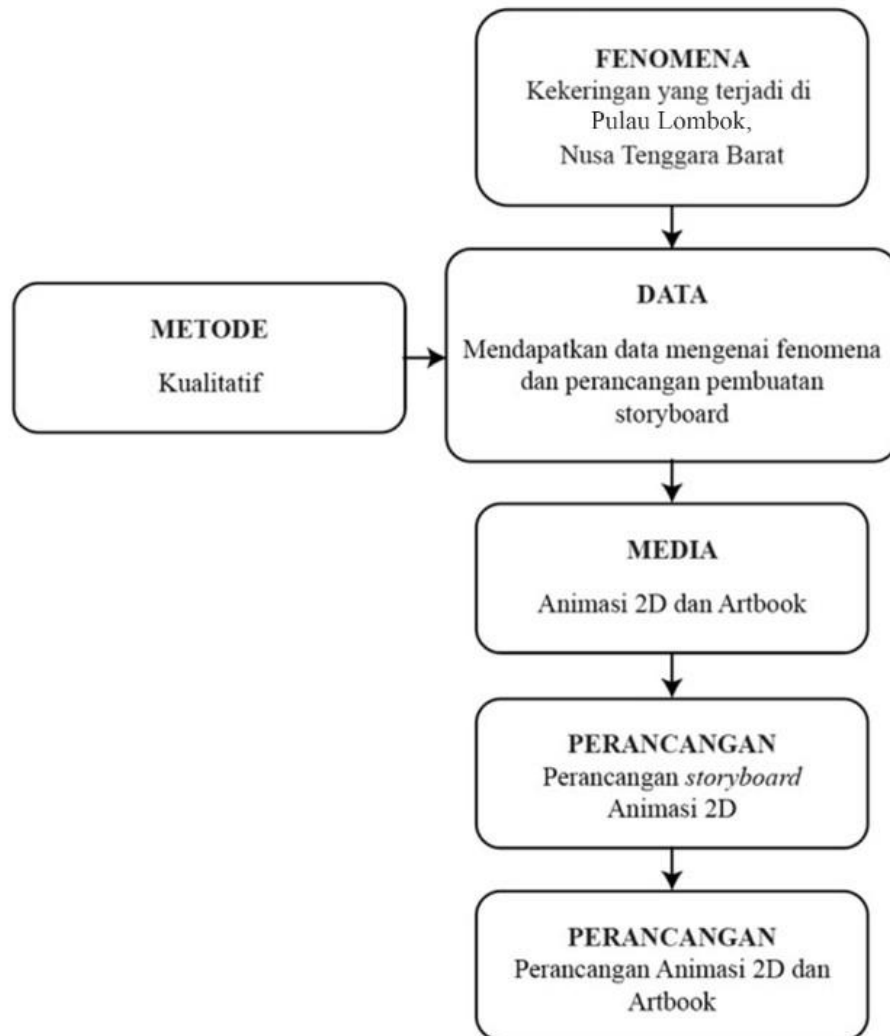 FENOMENA
Kekeringan yang terjadi di
Pulau Lombok,
Nusa Tenggara Barat
METODE
Kualitatif
DATA
Mendapatkan data mengenai fenomena
dan perancangan pembuatan
storyboard
MEDIA
Animasi 2D dan Artbook
PERANCANGAN
Perancangan storyboard
Animasi 2D
PERANCANGAN
Perancangan Animasi 2D dan
Artbook